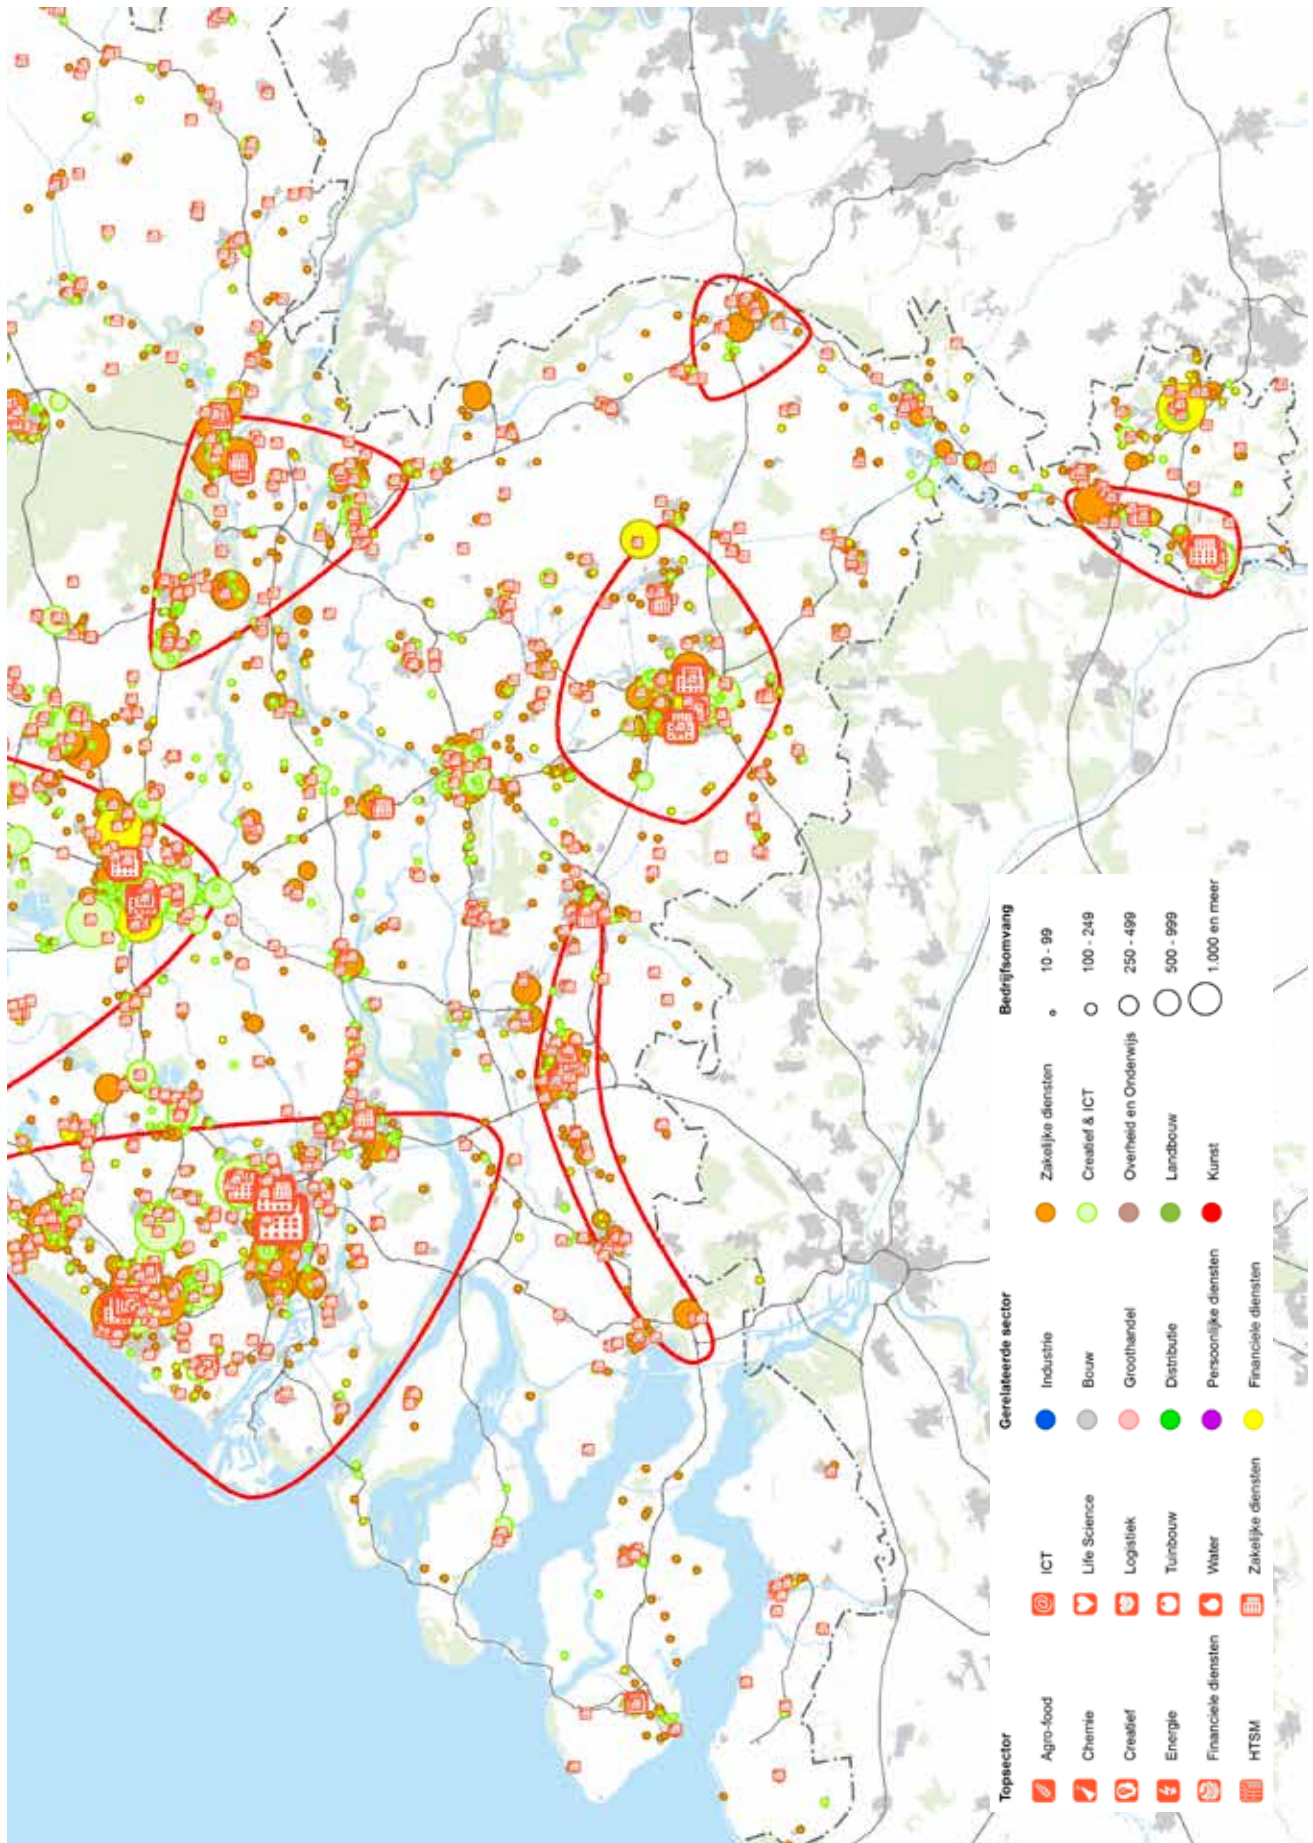 Topsector
Agro-food
Chemie
Creatief
Energie
Financiele diensten
HTSM
ICT
Life Science
Logistiek
Tuinbouw
Water
Zakelijke diensten
Gerelateerde sector
Industrie
Bouw
Groothandel
Distributie
Persoonlijke diensten
Financiele diensten
Zakelijke diensten
Creatief & ICT
Overheid en Onderwijs
Landbouw
Kunst
Bedrijfsomvang
10 - 99
100 - 249
250 - 499
500 - 999
1.000 en meer